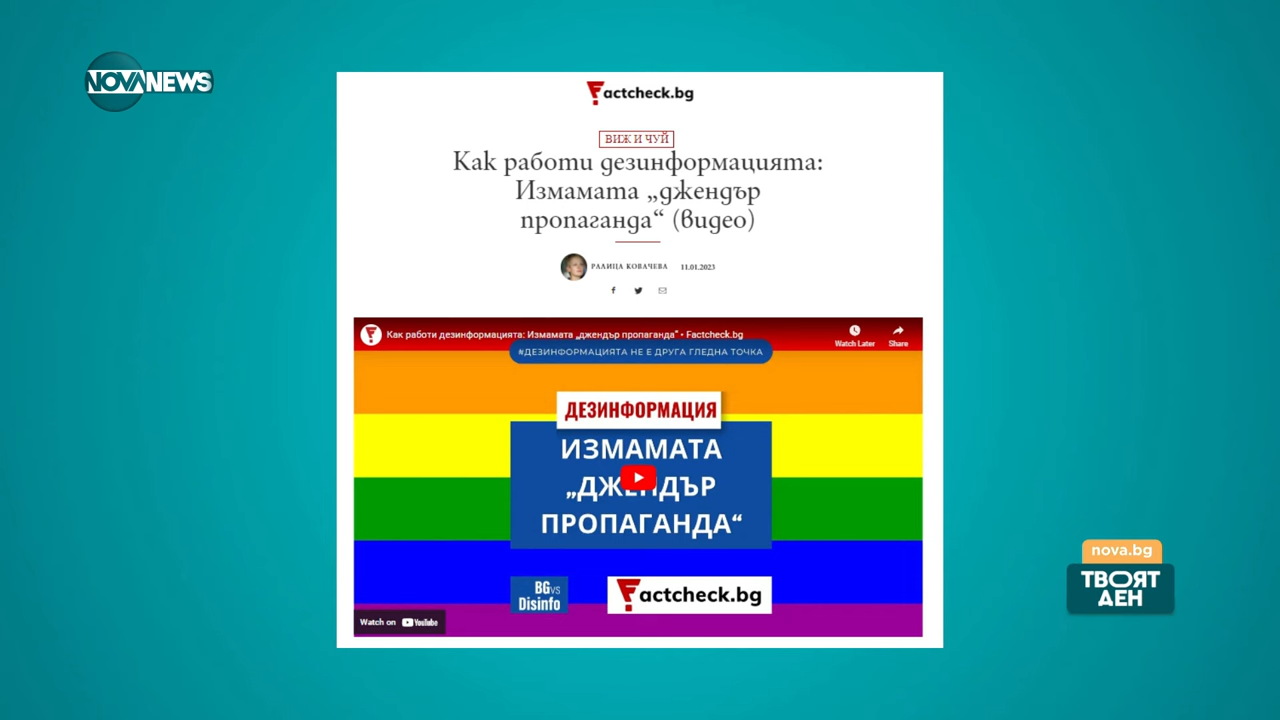 NOVANEWS
Factcheck.bg
ВИЖ И ЧУЙ
Как работи дезинформацията:
Измамата „джендър
пропаганда“ (видео)
РАЛИЦА КОВАЧЕВА 11.01.2023
Как работи дезинформацията: Измамата „джендър пропаганда“ • Factcheck.bg
Watch Later
Share
#ДЕЗИНФОРМАЦИЯТА НЕ Е ДРУГА ГЛЕДНА ТОЧКА
ДЕЗИНФОРМАЦИЯ
ИЗМАМАТА
„ДЖЕНДЪР
ПРОПАГАНДА“
BG vs
Disinfo
Factcheck.bg
Watch on YouTube
nova.bg
ТВОЯТ
ДЕН